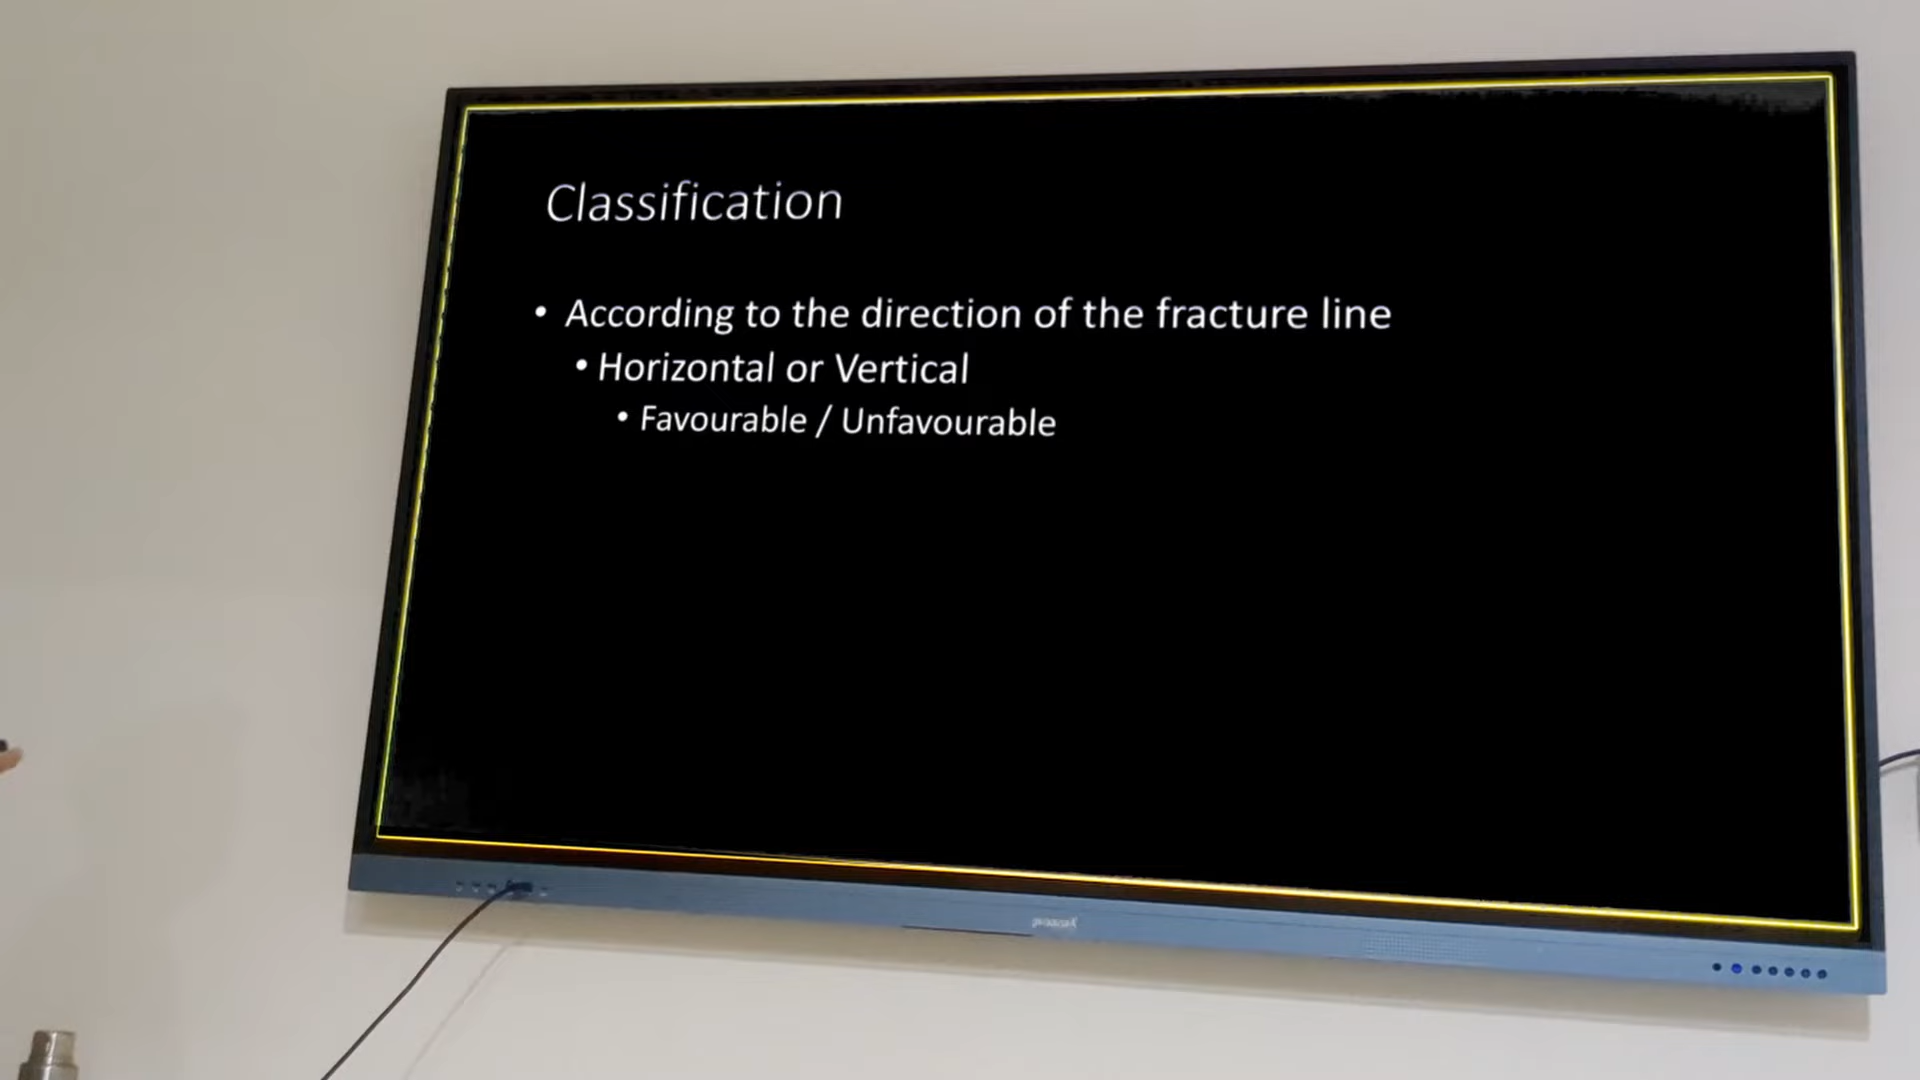 Classification
• According to the direction of the fracture line
• Horizontal or Vertical
• Favourable / Unfavourable